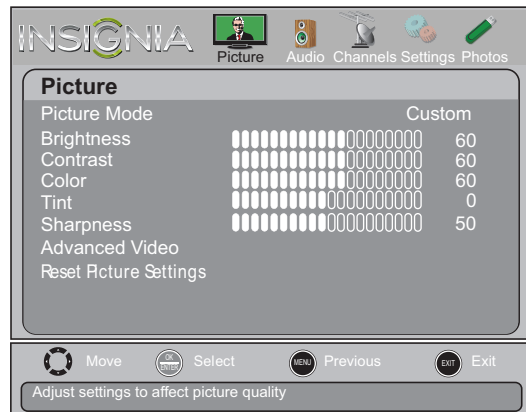 INSIGNIA
Picture Audio Channels Settings Photos
Picture
Picture Mode Custom
Brightness 60
Contrast 60
Color 60
Tint 0
Sharpness 50
Advanced Video
Reset Picture Settings
Move OK ENTER Select MENU Previous EXIT Exit
Adjust settings to affect picture quality